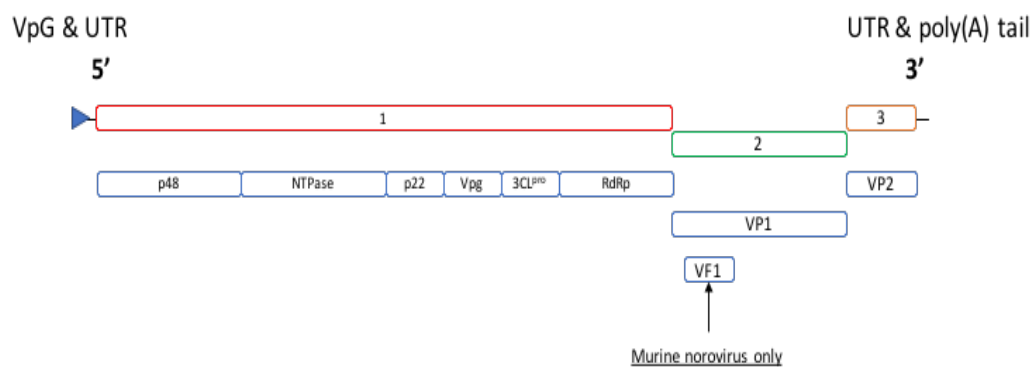 VpG & UTR
UTR & poly(A) tail
5’
3’
1
3
2
p48
NTPase
p22
Vpg
3CLᵖʳᵒ
RdRp
VP2
VP1
VF1
Murine norovirus only